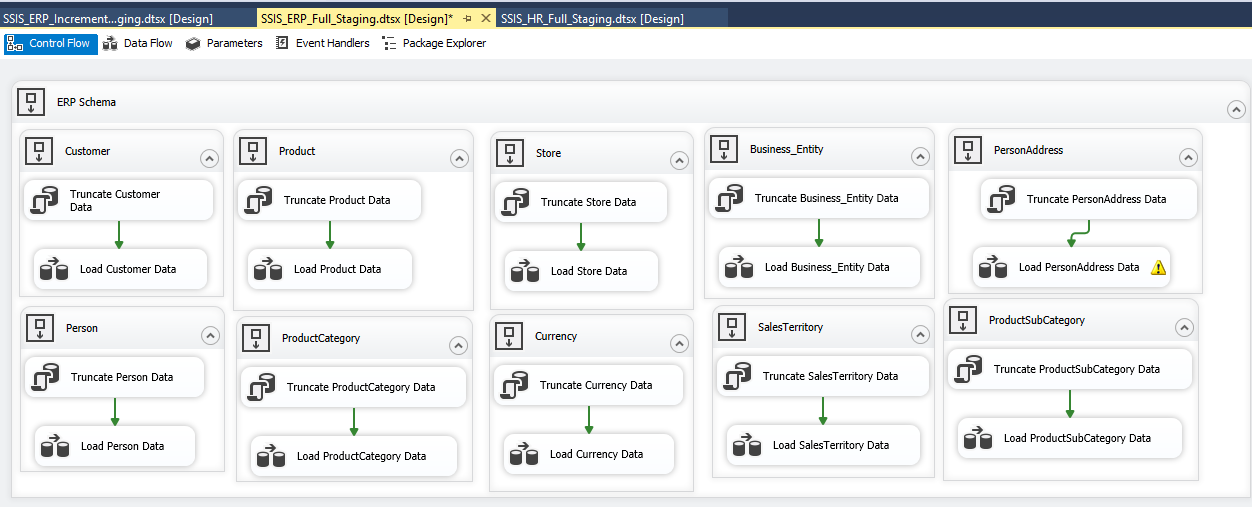 SSIS_ERP_Increment...ging.dtsx [Design]
SSIS_ERP_Full_Staging.dtsx [Design]*
SSIS_HR_Full_Staging.dtsx [Design]
Control Flow
Data Flow
Parameters
Event Handlers
Package Explorer
ERP Schema
Customer
Truncate Customer
Data
Load Customer Data
Product
Truncate Product Data
Load Product Data
Store
Truncate Store Data
Load Store Data
Business_Entity
Truncate Business_Entity Data
Load Business_Entity Data
PersonAddress
Truncate PersonAddress Data
Load PersonAddress Data
Person
Truncate Person Data
Load Person Data
ProductCategory
Truncate ProductCategory Data
Load ProductCategory Data
Currency
Truncate Currency Data
Load Currency Data
SalesTerritory
Truncate SalesTerritory Data
Load SalesTerritory Data
ProductSubCategory
Truncate ProductSubCategory Data
Load ProductSubCategory Data